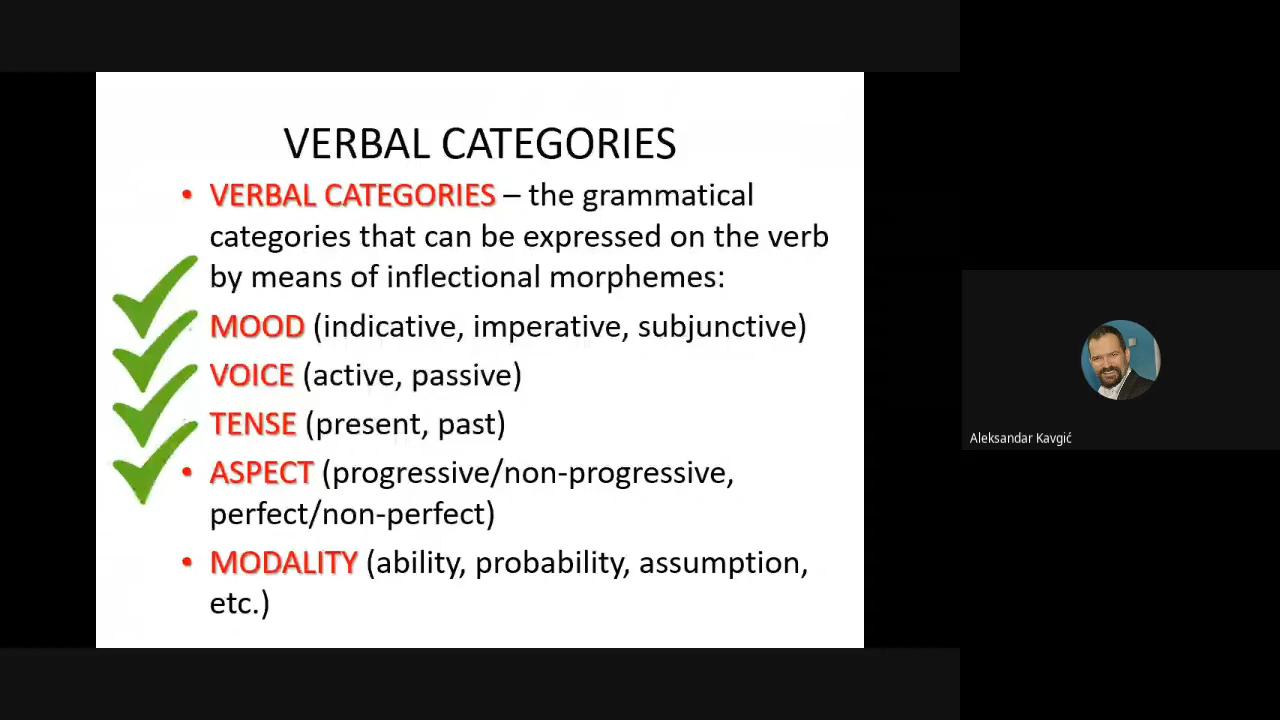 VERBAL CATEGORIES
• VERBAL CATEGORIES – the grammatical
categories that can be expressed on the verb
by means of inflectional morphemes:
MOOD (indicative, imperative, subjunctive)
VOICE (active, passive)
TENSE (present, past)
• ASPECT (progressive/non-progressive,
perfect/non-perfect)
• MODALITY (ability, probability, assumption,
etc.)
Aleksandar Kavgić